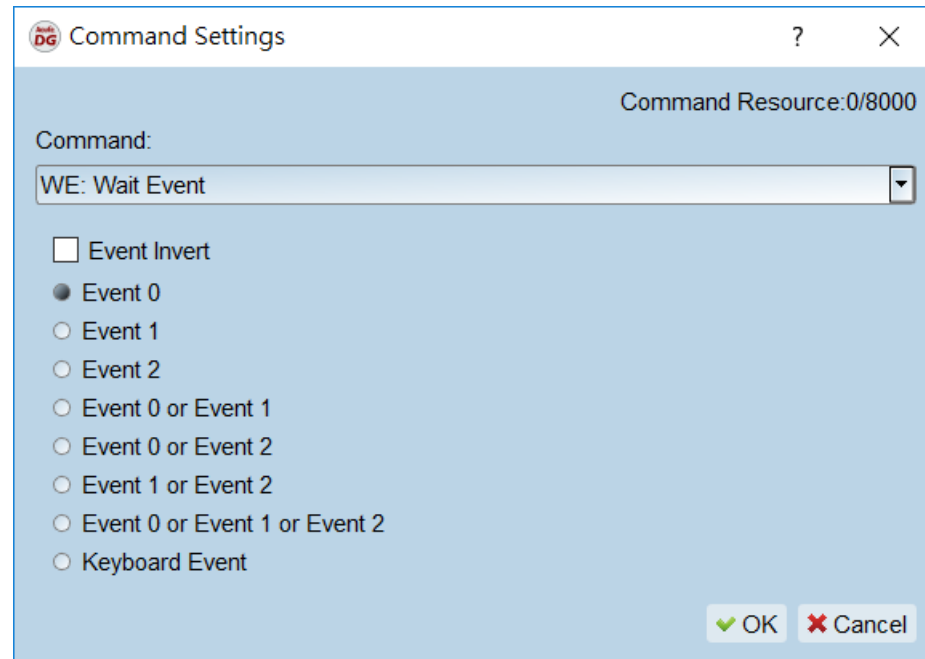 DG Command Settings
Command Resource:0/8000
Command:
WE: Wait Event
Event Invert
Event 0
Event 1
Event 2
Event 0 or Event 1
Event 0 or Event 2
Event 1 or Event 2
Event 0 or Event 1 or Event 2
Keyboard Event
OK Cancel